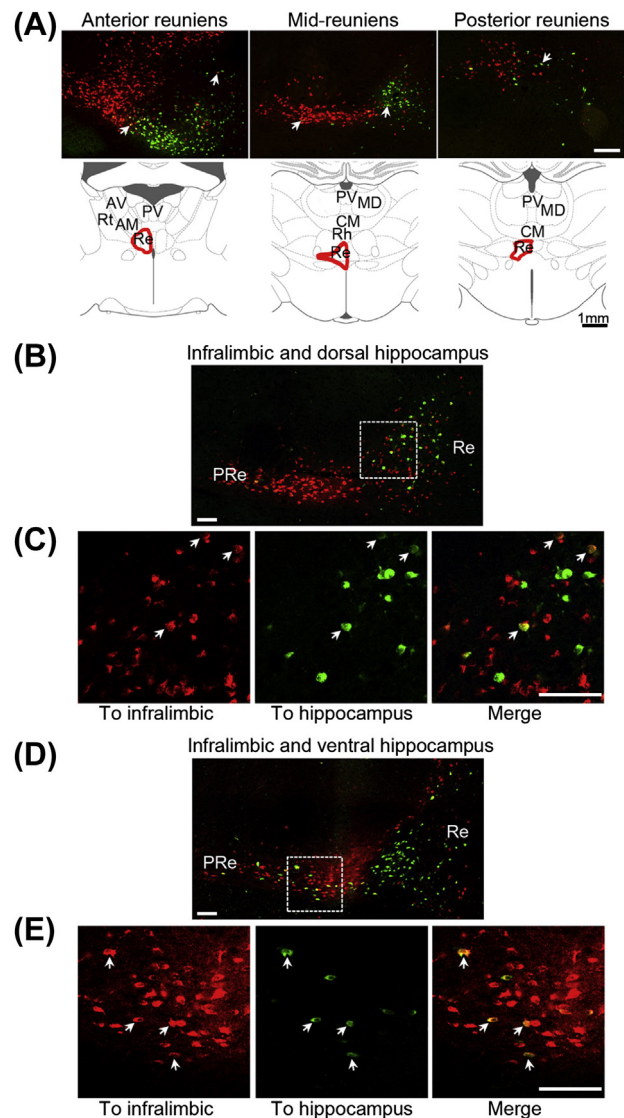 (A)
Anterior reuniens Mid-reuniens Posterior reuniens
AV PV
Rt AM
Re
PV MD
CM
Rh
Re
PV MD
CM
Re
1mm
(B)
Infralimbic and dorsal hippocampus
PRe Re
(C)
To infralimbic To hippocampus Merge
(D)
Infralimbic and ventral hippocampus
PRe Re
(E)
To infralimbic To hippocampus Merge